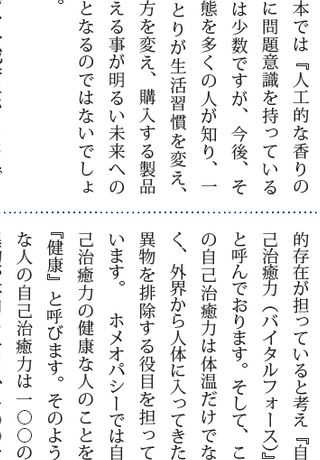 本では『人工的な香りの
に問題意識を持っている
は少数ですが、今後、そ
態を多くの人が知り、一
とりが生活習慣を変え、
方を変え、購入する製品
える事が明るい未来への
となるのではないでしょ
。
的存在が担っていると考え『自
己治癒力（バイタルフォース）』
と呼んでおります。そして、こ
の自己治癒力は体温だけでな
く、外界から人体に入ってきた
異物を排除する役目を担って
います。　ホメオパシーでは自
己治癒力の健康な人のことを
『健康』と呼びます。そのよう
な人の自己治癒力は一〇〇の